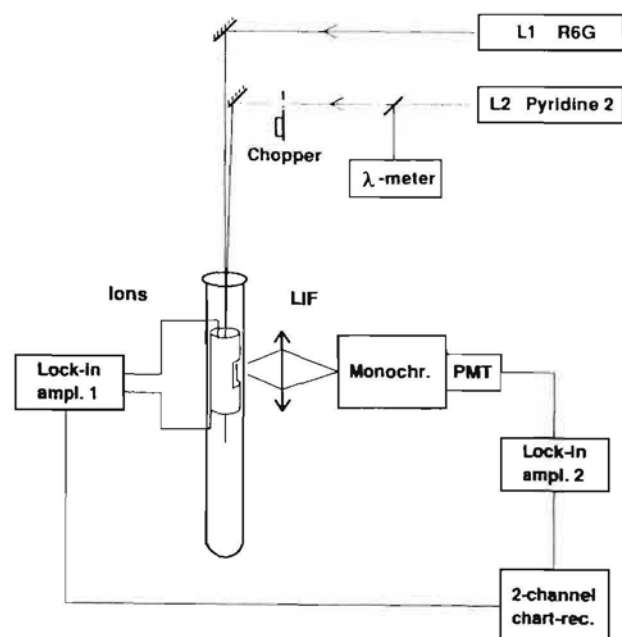 L1 R6G
L2 Pyridine 2
Chopper
λ-meter
Ions
LIF
Lock-in
ampl. 1
Monochr.
PMT
Lock-in
ampl. 2
2-channel
chart-rec.